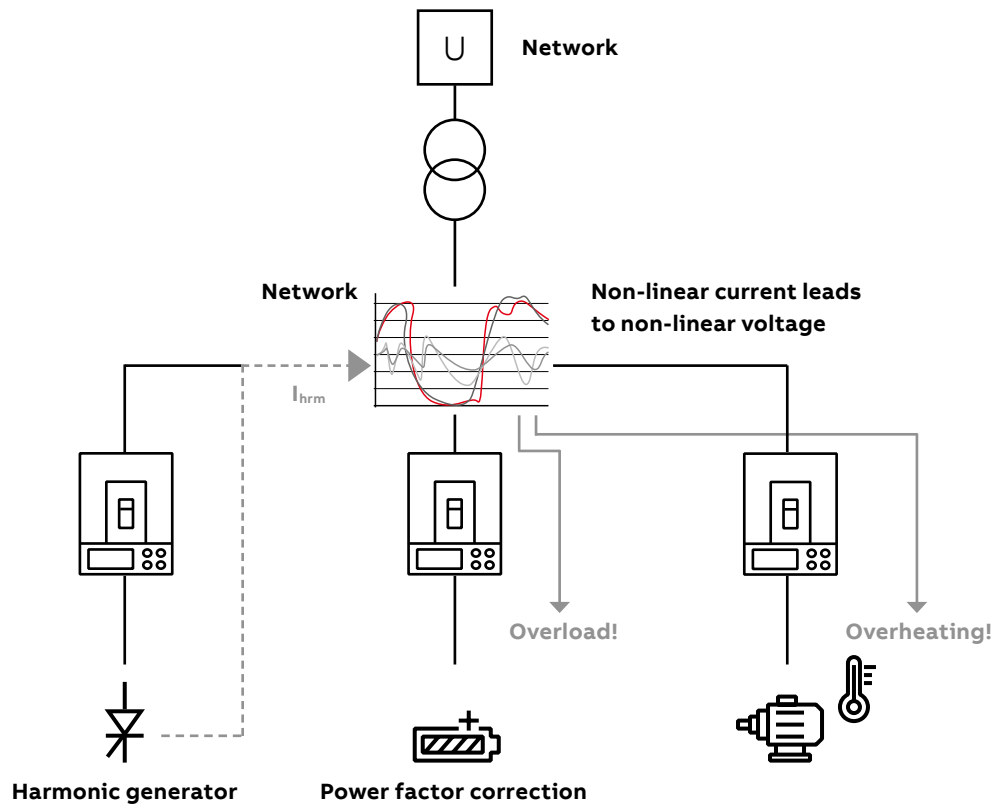 U
Network
Network
Non-linear current leads
to non-linear voltage
Ihrm
Overload!
Overheating!
Harmonic generator
Power factor correction